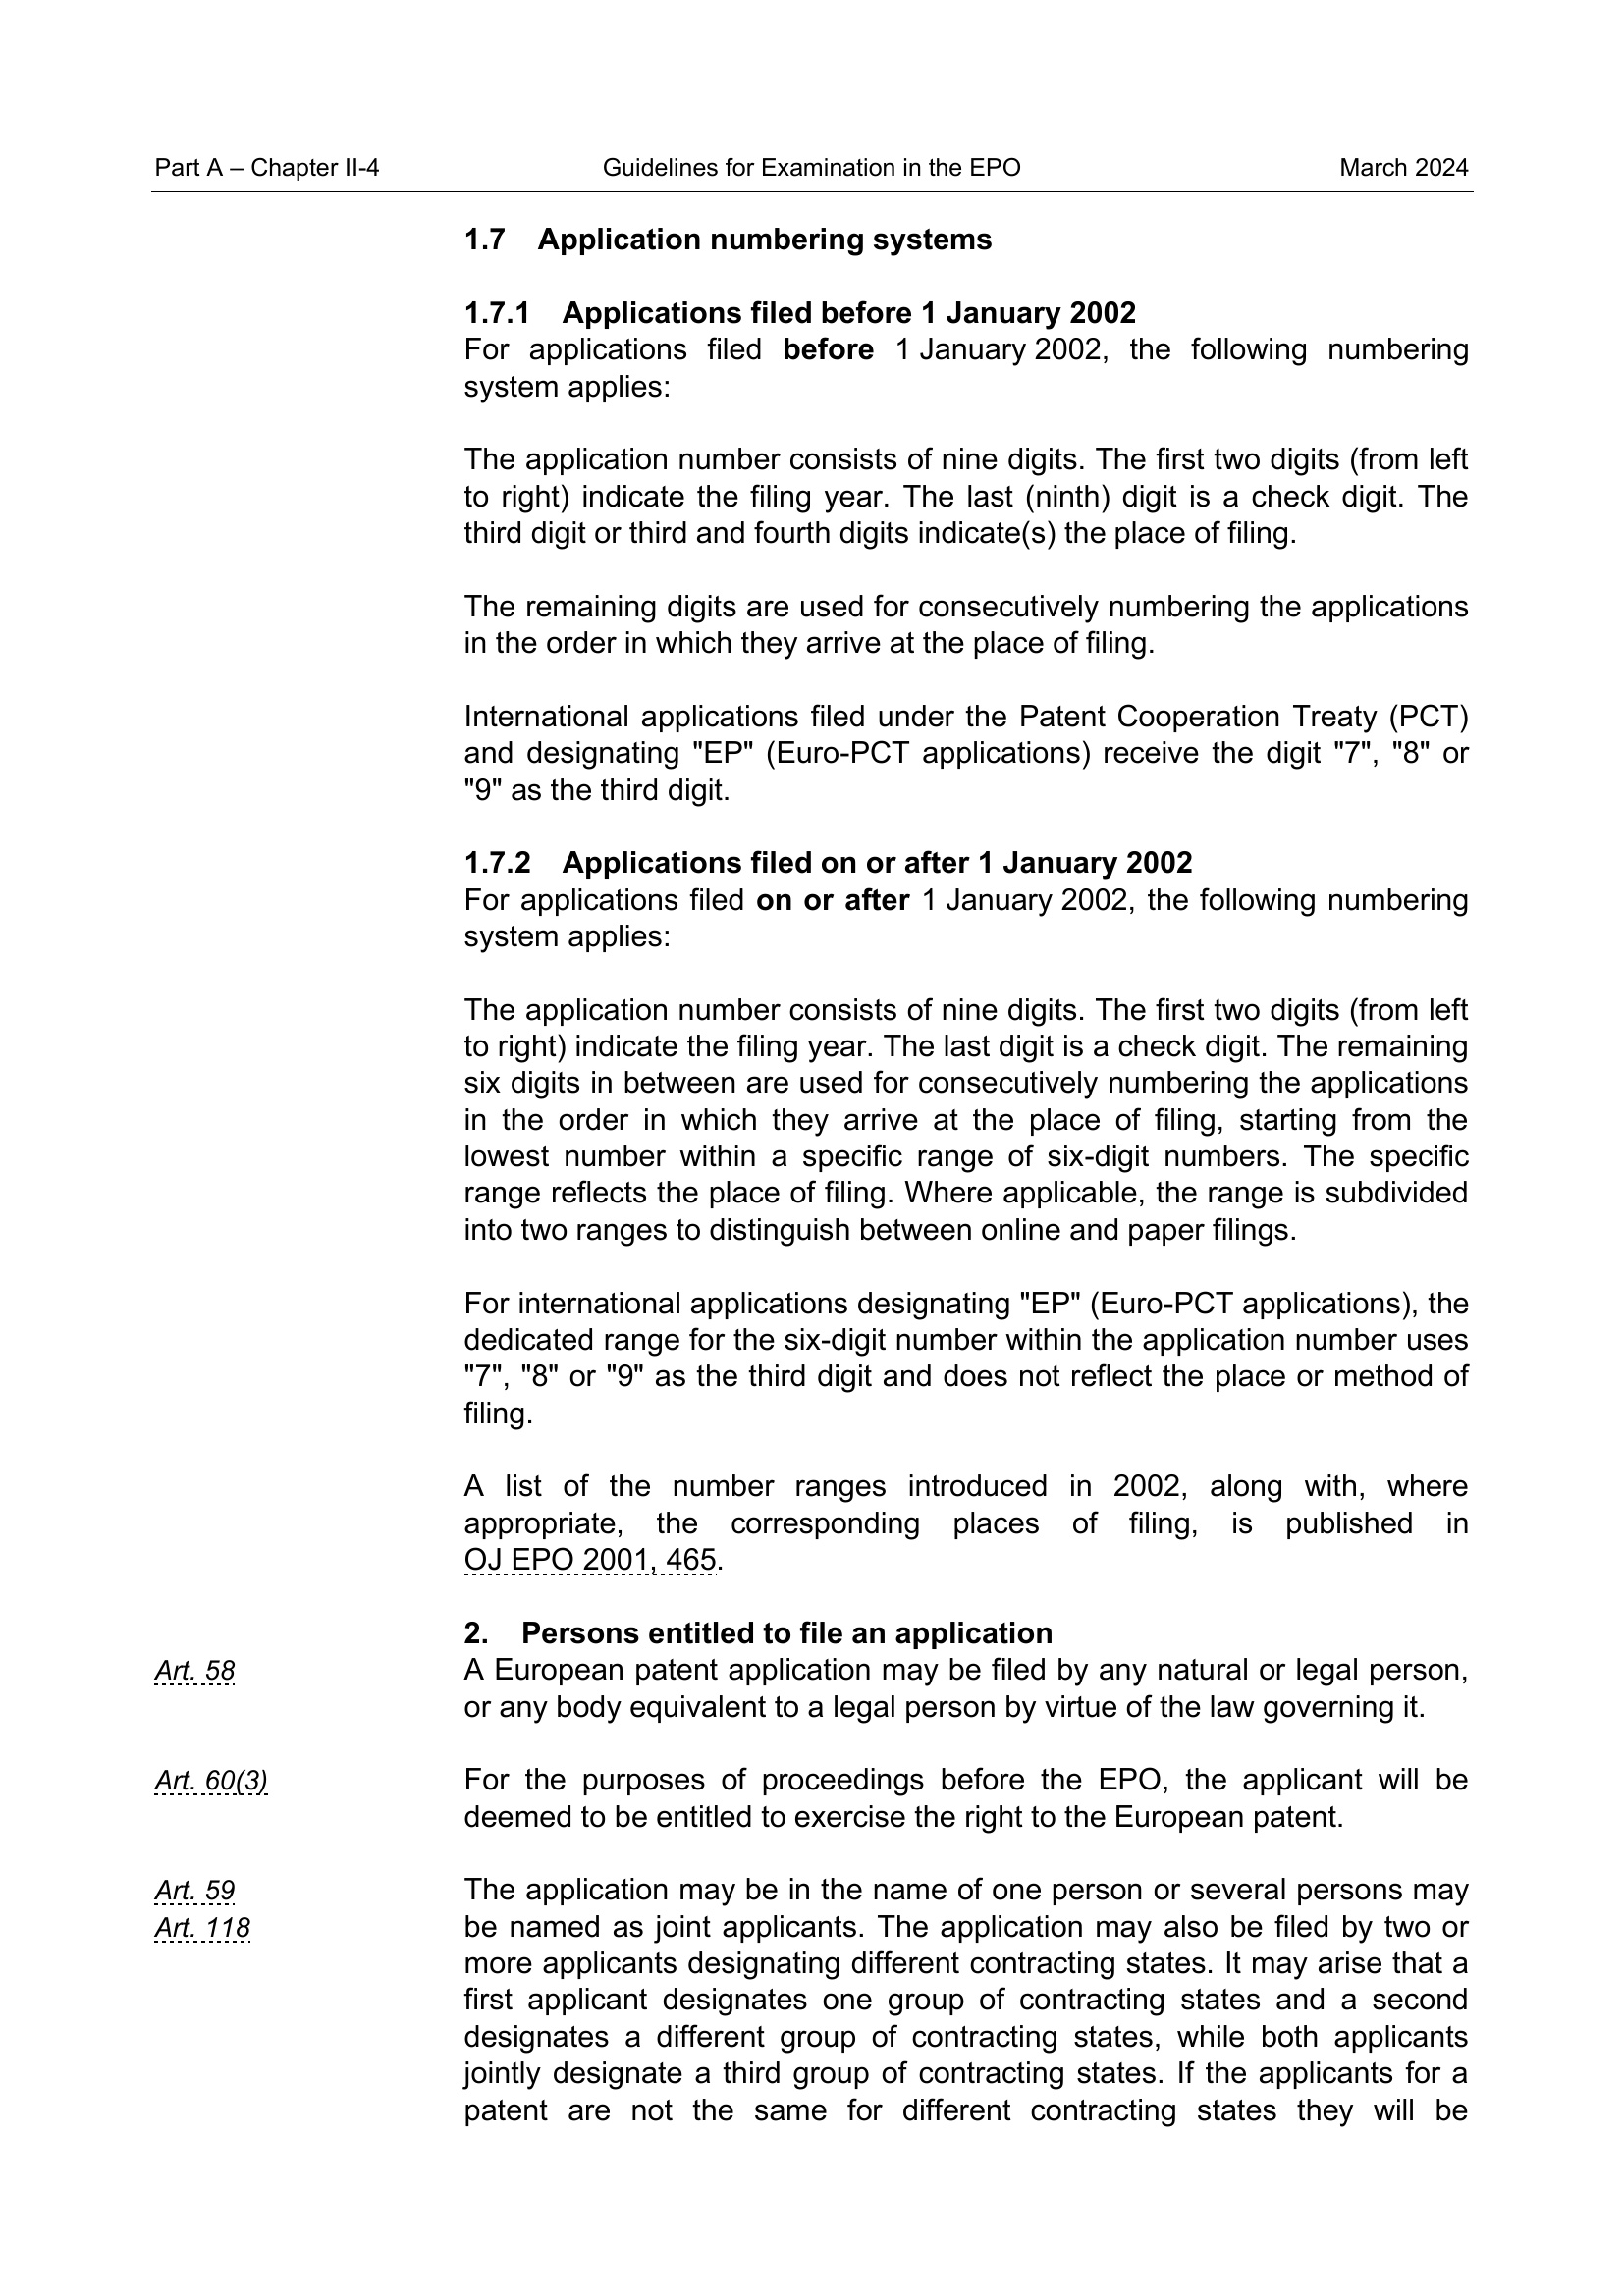 Part A – Chapter II-4 Guidelines for Examination in the EPO March 2024
1.7 Application numbering systems
1.7.1 Applications filed before 1 January 2002
For applications filed before 1 January 2002, the following numbering
system applies:
The application number consists of nine digits. The first two digits (from left
to right) indicate the filing year. The last (ninth) digit is a check digit. The
third digit or third and fourth digits indicate(s) the place of filing.
The remaining digits are used for consecutively numbering the applications
in the order in which they arrive at the place of filing.
International applications filed under the Patent Cooperation Treaty (PCT)
and designating "EP" (Euro-PCT applications) receive the digit "7", "8" or
"9" as the third digit.
1.7.2 Applications filed on or after 1 January 2002
For applications filed on or after 1 January 2002, the following numbering
system applies:
The application number consists of nine digits. The first two digits (from left
to right) indicate the filing year. The last digit is a check digit. The remaining
six digits in between are used for consecutively numbering the applications
in the order in which they arrive at the place of filing, starting from the
lowest number within a specific range of six-digit numbers. The specific
range reflects the place of filing. Where applicable, the range is subdivided
into two ranges to distinguish between online and paper filings.
For international applications designating "EP" (Euro-PCT applications), the
dedicated range for the six-digit number within the application number uses
"7", "8" or "9" as the third digit and does not reflect the place or method of
filing.
A list of the number ranges introduced in 2002, along with, where
appropriate, the corresponding places of filing, is published in
OJ EPO 2001, 465.
2. Persons entitled to file an application
Art. 58 A European patent application may be filed by any natural or legal person,
or any body equivalent to a legal person by virtue of the law governing it.
Art. 60(3) For the purposes of proceedings before the EPO, the applicant will be
deemed to be entitled to exercise the right to the European patent.
Art. 59 The application may be in the name of one person or several persons may
Art. 118 be named as joint applicants. The application may also be filed by two or
more applicants designating different contracting states. It may arise that a
first applicant designates one group of contracting states and a second
designates a different group of contracting states, while both applicants
jointly designate a third group of contracting states. If the applicants for a
patent are not the same for different contracting states they will be